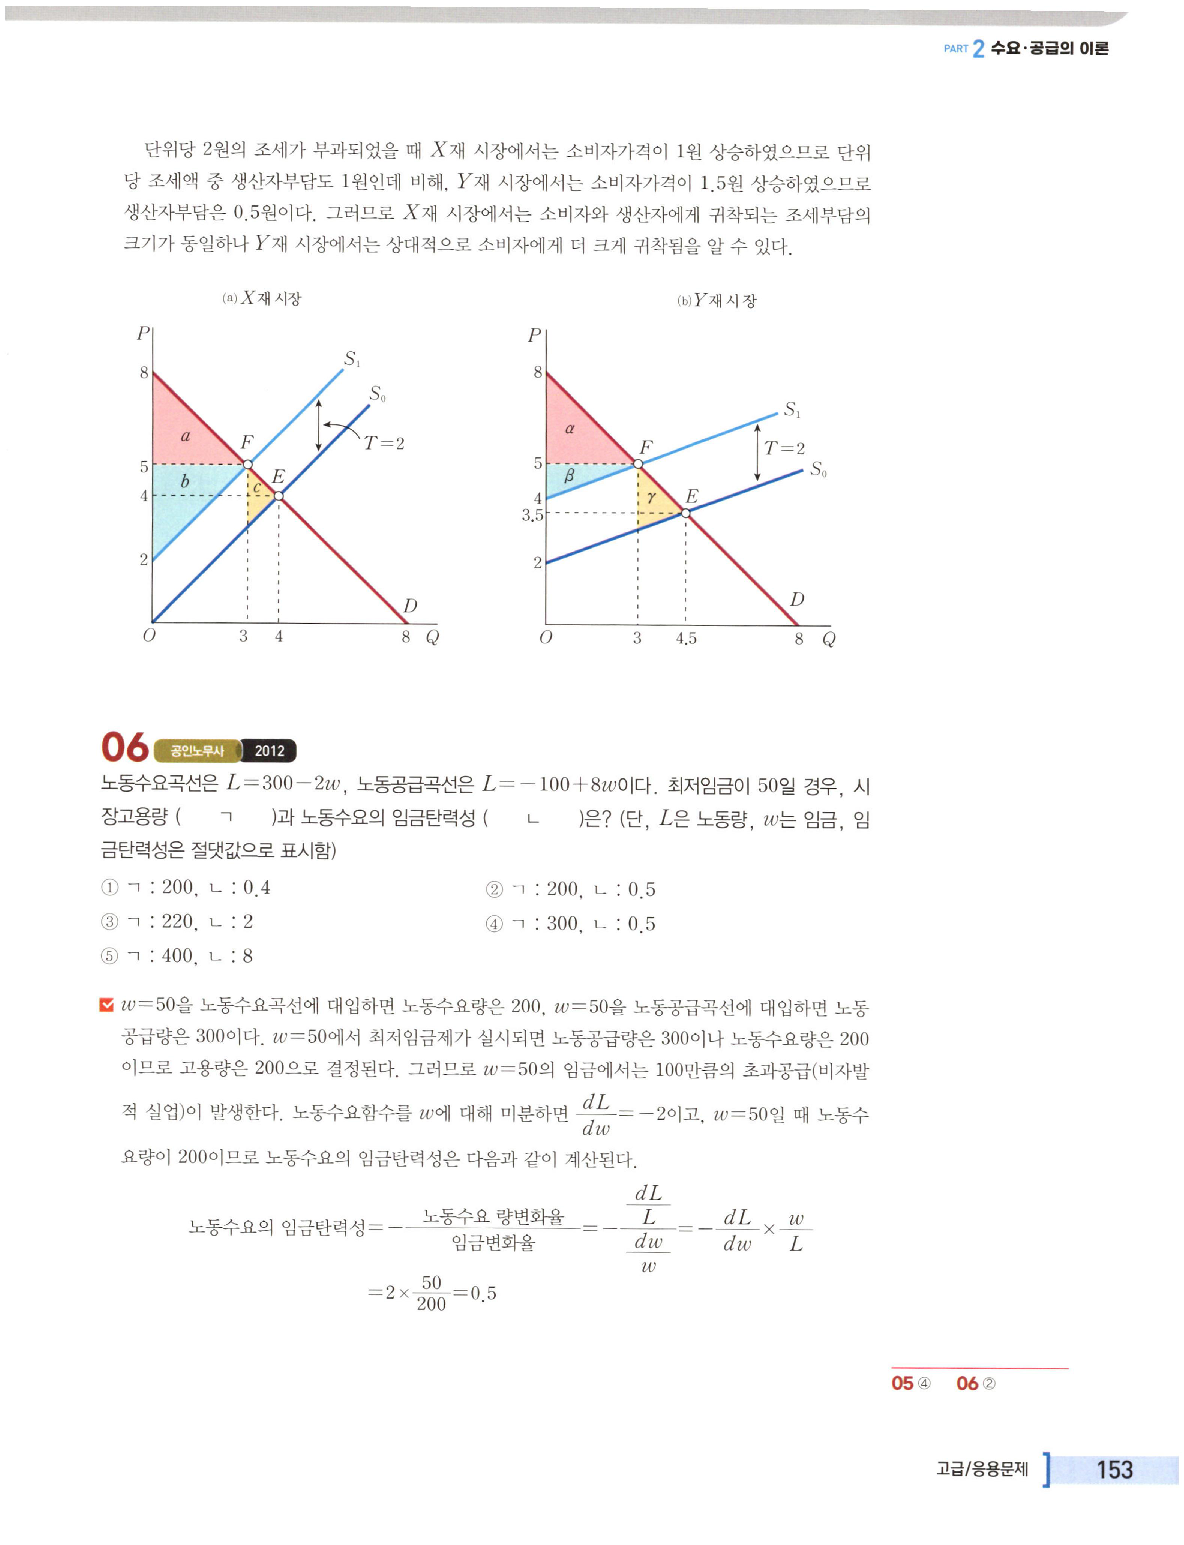 PART 2 수요·공급의 이론
단위당 2원의 조세가 부과되었을 때 X재 시장에서는 소비자가격이 1원 상승하였으므로 단위
당 조세액 중 생산자부담도 1원인데 비해, Y재 시장에서는 소비자가격이 1.5원 상승하였으므로
생산자부담은 0.5원이다. 그러므로 X재 시장에서는 소비자와 생산자에게 귀착되는 조세부담의
크기가 동일하나 Y재 시장에서는 상대적으로 소비자에게 더 크게 귀착됨을 알 수 있다.
(a) X재 시장
P
8
5
4
2
O
3
4
8
Q
a
b
c
F
E
S₁
S₀
T=2
D
(b) Y재 시장
P
8
5
4
3.5
2
O
3
4.5
8
Q
α
β
γ
F
E
S₁
S₀
T=2
D
06 공인노무사 2012
노동수요곡선은 L=300-2w, 노동공급곡선은 L=-100+8w이다. 최저임금이 50일 경우, 시
장고용량 ( ㄱ )과 노동수요의 임금탄력성 ( ㄴ )은? (단, L은 노동량, w는 임금, 임
금탄력성은 절댓값으로 표시함)
① ㄱ : 200, ㄴ : 0.4 ② ㄱ : 200, ㄴ : 0.5
③ ㄱ : 220, ㄴ : 2 ④ ㄱ : 300, ㄴ : 0.5
⑤ ㄱ : 400, ㄴ : 8
w=50을 노동수요곡선에 대입하면 노동수요량은 200, w=50을 노동공급곡선에 대입하면 노동
공급량은 300이다. w=50에서 최저임금제가 실시되면 노동공급량은 300이나 노동수요량은 200
이므로 고용량은 200으로 결정된다. 그러므로 w=50의 임금에서는 100만큼의 초과공급(비자발
적 실업)이 발생한다. 노동수요함수를 w에 대해 미분하면 dL/dw=-2이고, w=50일 때 노동수
요량이 200이므로 노동수요의 임금탄력성은 다음과 같이 계산된다.
노동수요의 임금탄력성=-노동수요 량변화율/임금변화율=-(dL/L)/(dw/w)=-dL/dw×w/L
=2×50/200=0.5
05 ④ 06 ②
고급/응용문제 153